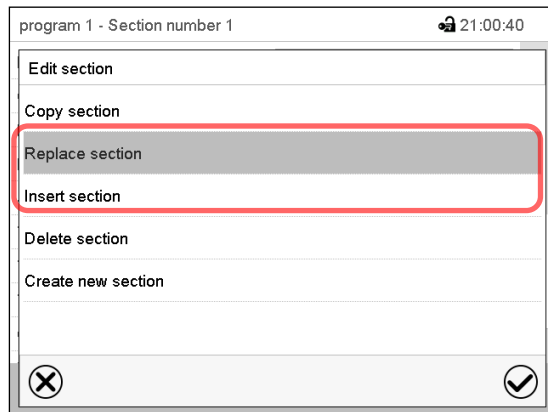 program 1 - Section number 1 21:00:40
Edit section
Copy section
Replace section
Insert section
Delete section
Create new section